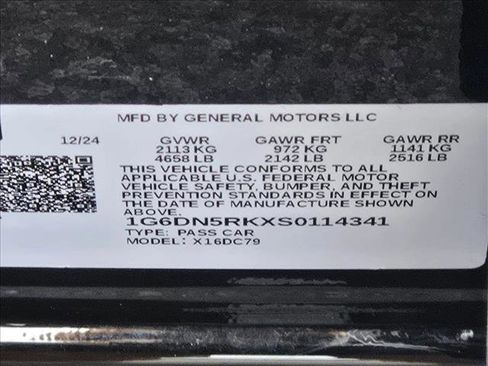 MFD BY GENERAL MOTORS LLC
12/24 GVWR GAWR FRT GAWR RR
2113 KG 972 KG 1141 KG
4658 LB 2142 LB 2516 LB
THIS VEHICLE CONFORMS TO ALL
APPLICABLE U.S. FEDERAL MOTOR
VEHICLE SAFETY, BUMPER, AND THEFT
PREVENTION STANDARDS IN EFFECT ON
THE DATE OF MANUFACTURE SHOWN
ABOVE.
1G6DN5RKXS0114341
TYPE: PASS CAR
MODEL: X16DC79